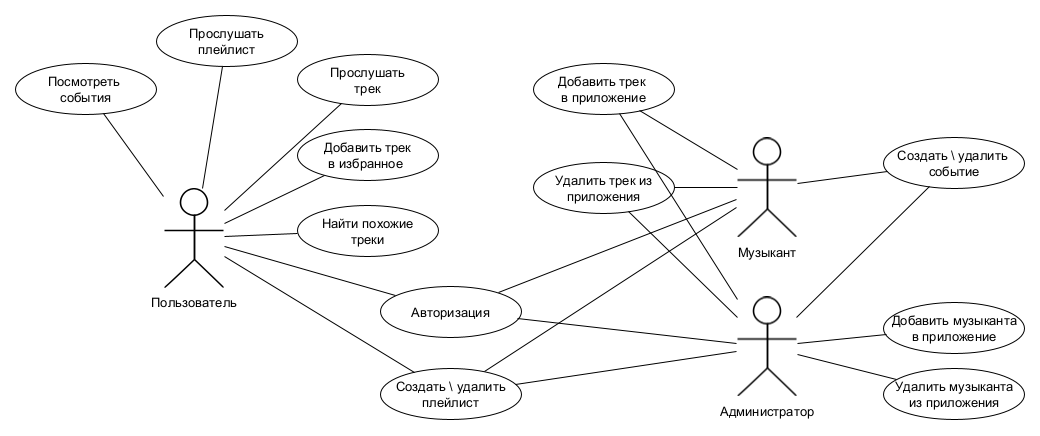 Прослушать
плейлист
Посмотреть
события
Прослушать
трек
Добавить трек
в избранное
Найти похожие
треки
Пользователь
Авторизация
Создать \ удалить
плейлист
Добавить трек
в приложение
Удалить трек из
приложения
Музыкант
Создать \ удалить
событие
Администратор
Добавить музыканта
в приложение
Удалить музыканта
из приложения